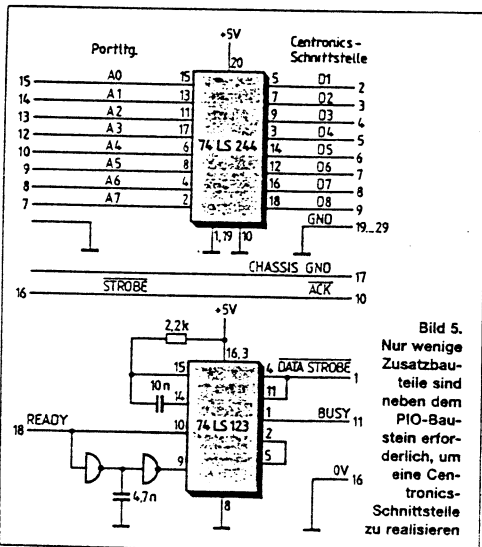 +5V
Portltg.
Centronics-
Schnittstelle
20
15 A0 15 5 D1 2
14 A1 13 7 D2 3
13 A2 11 9 D3 4
12 A3 17 3 D4 5
10 A4 6 14 D5 6
9 A5 8 12 D6 7
8 A6 4 16 D7 8
7 A7 2 18 D8 9
74 LS 244
GND
19...29
1,19 10
CHASSIS GND 17
16 STROBE ACK 10
+5V
2,2k
16,3
15
10n
14
4 DATA STROBE 1
11
1 BUSY 11
18 READY 10
74 LS 123
2
9
5
4,7n
8
0V 16
Bild 5.
Nur wenige
Zusatzbau-
teile sind
neben dem
PIO-Bau-
stein erfor-
derlich, um
eine Cen-
tronics-
Schnittstelle
zu realisieren